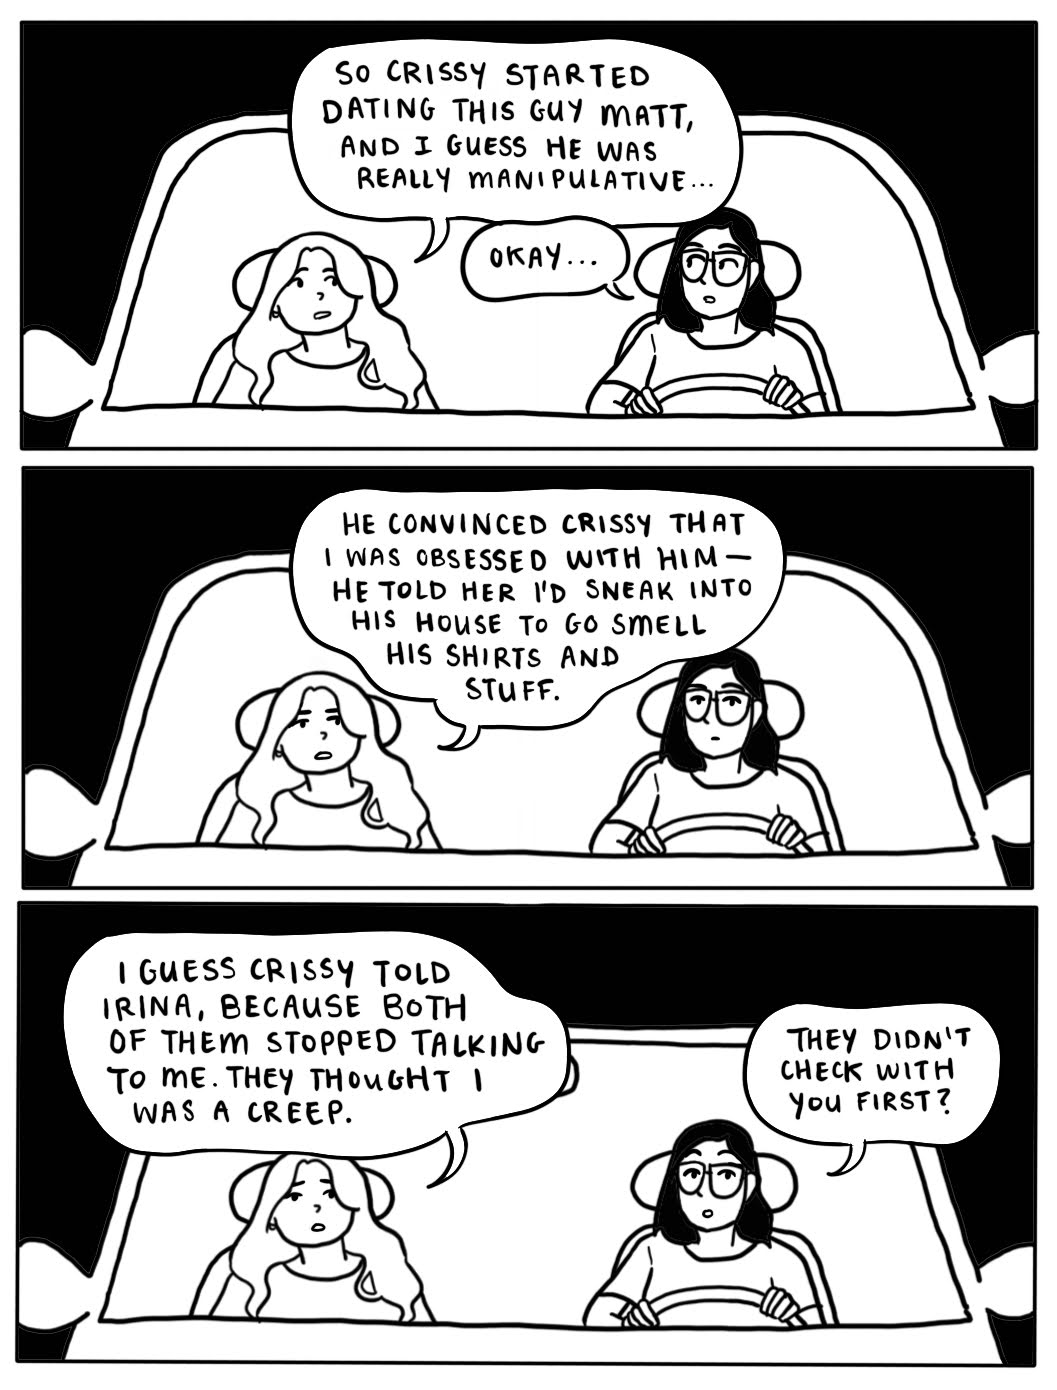 SO CRISSY STARTED
DATING THIS GUY MATT,
AND I GUESS HE WAS
REALLY MANIPULATIVE...
OKAY...
HE CONVINCED CRISSY THAT
I WAS OBSESSED WITH HIM —
HE TOLD HER I'D SNEAK INTO
HIS HOUSE TO GO SMELL
HIS SHIRTS AND
STUFF.
I GUESS CRISSY TOLD
IRINA, BECAUSE BOTH
OF THEM STOPPED TALKING
TO ME. THEY THOUGHT I
WAS A CREEP.
THEY DIDN'T
CHECK WITH
YOU FIRST?